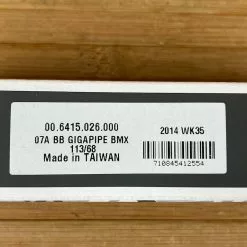 00.6415.026.000
07A BB GIGAPIPE BMX
113/68
Made in TAIWAN
2014 WK35
710845412554